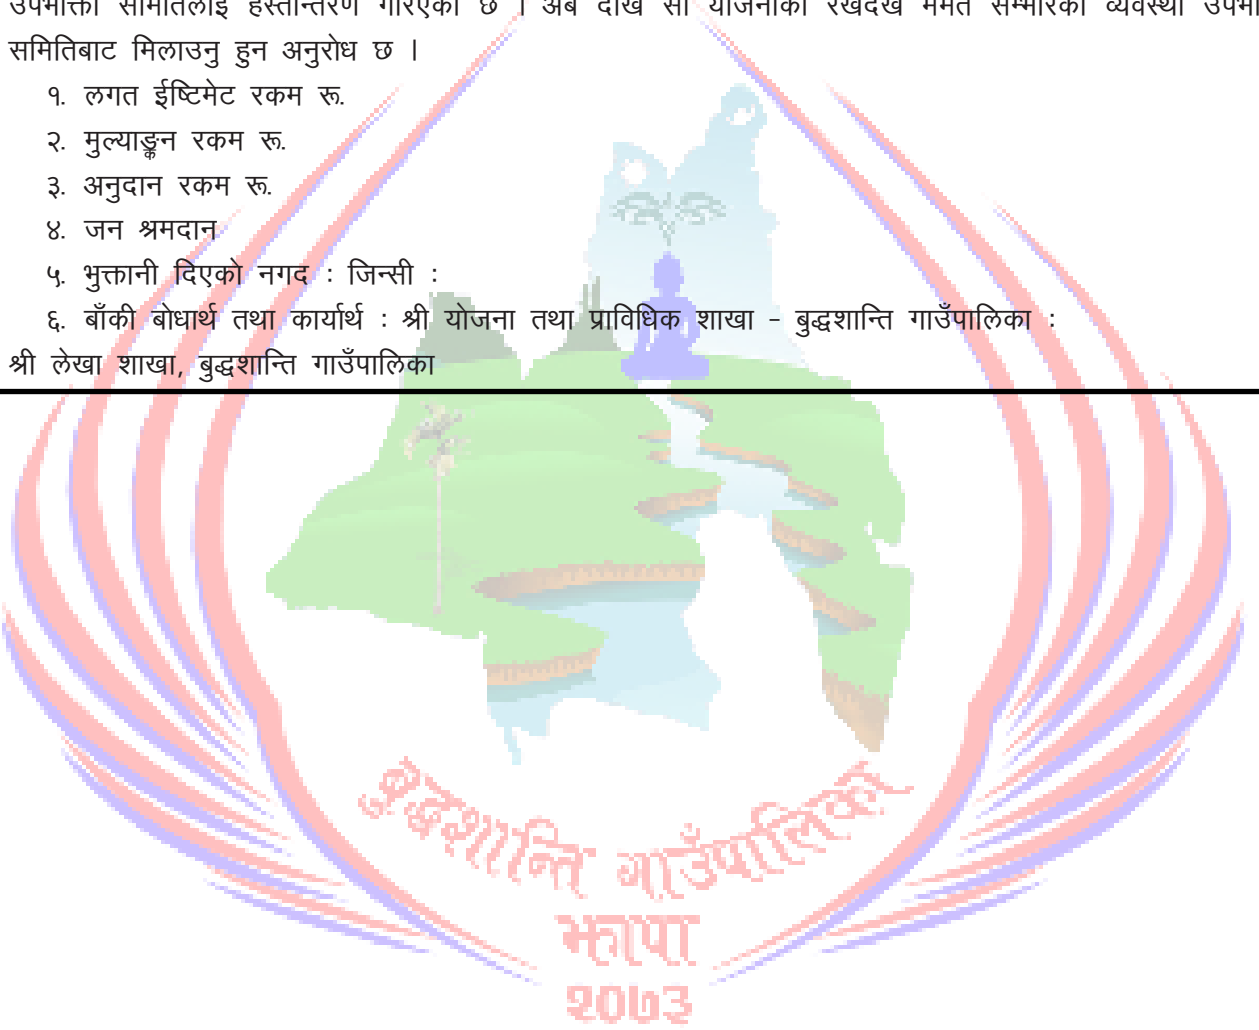 उपभोक्ता समितिलाई हस्तान्तरण गरिएको छ । अब देखि सो योजनाको रेखदेख मर्मत सम्भारको व्यवस्था
समितिबाट मिलाउनु हुन अनुरोध छ ।
१. लगत ईष्टिमेट रकम रू.
२. मुल्याङ्कन रकम रू.
३. अनुदान रकम रू.
४. जन श्रमदान
५. भुक्तानी दिएको नगद : जिन्सी :
६. बाँकी बोधार्थ तथा कार्यार्थ : श्री योजना तथा प्राविधिक शाखा – बुद्धशान्ति गाउँपालिका :
श्री लेखा शाखा, बुद्धशान्ति गाउँपालिका
बुद्धशान्ति गाउँपालिका
झापा
२०७३